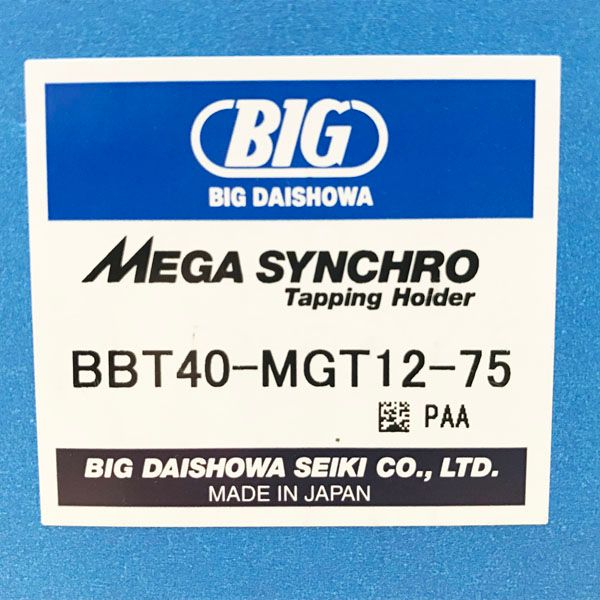 BIG
BIG DAISHOWA
MEGA SYNCHRO
Tapping Holder
BBT40-MGT12-75
PAA
BIG DAISHOWA SEIKI CO., LTD.
MADE IN JAPAN